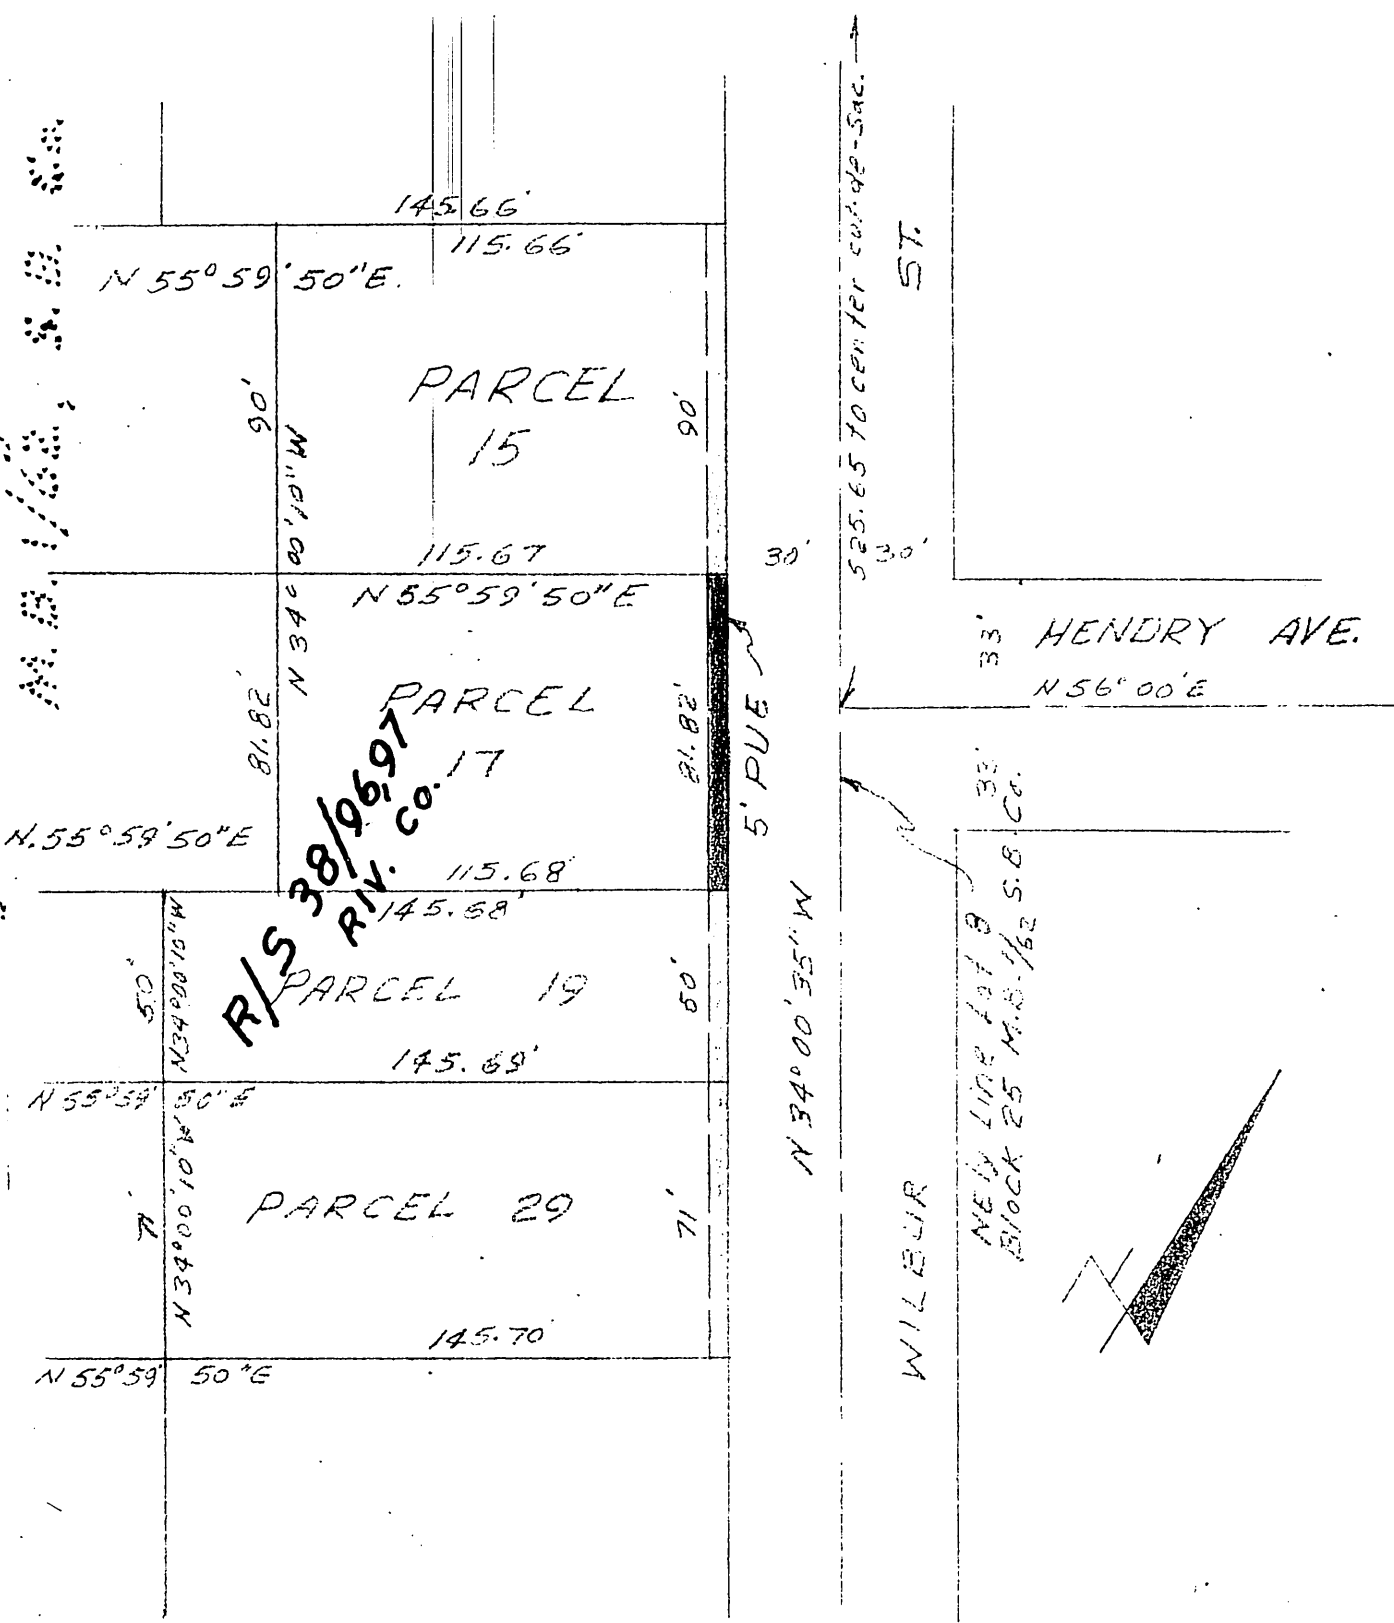 M.B. 1/62, S.B. Co.
145.66'
115.66'
N 55° 59' 50" E.
PARCEL
15
90'
90'
N 34° 00' 10" W
115.67
N 55° 59' 50" E
PARCEL
17
81.82'
81.82'
5' PUE
R/S 38/96,97
RIV. CO.
N. 55° 59' 50" E
115.68'
145.68'
PARCEL 19
50'
50'
N 34° 00' 10" W
145.69'
N 55° 59' 50" E
PARCEL 29
71'
71'
N 34° 00' 10" W
145.70'
N 55° 59' 50" E
525.65 to center cul-de-sac.
30'
30'
WILBUR ST.
N 34° 00' 35" W
33'
HENDRY AVE.
N 56° 00' E
33'
NE'ly Line Lot 8
Block 25 M.B. 1/62 S.B. Co.
N